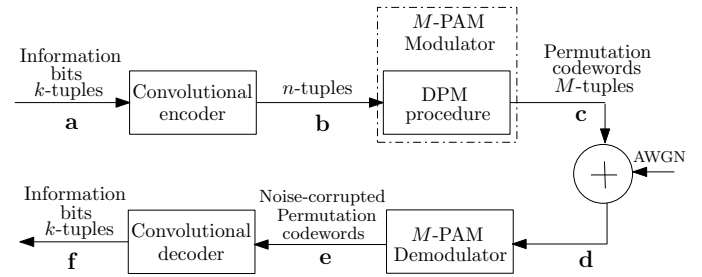 Information
bits
k-tuples
a
Convolutional
encoder
n-tuples
b
M-PAM
Modulator
DPM
procedure
Permutation
codewords
M-tuples
c
AWGN
d
M-PAM
Demodulator
Noise-corrupted
Permutation
codewords
e
Convolutional
decoder
Information
bits
k-tuples
f